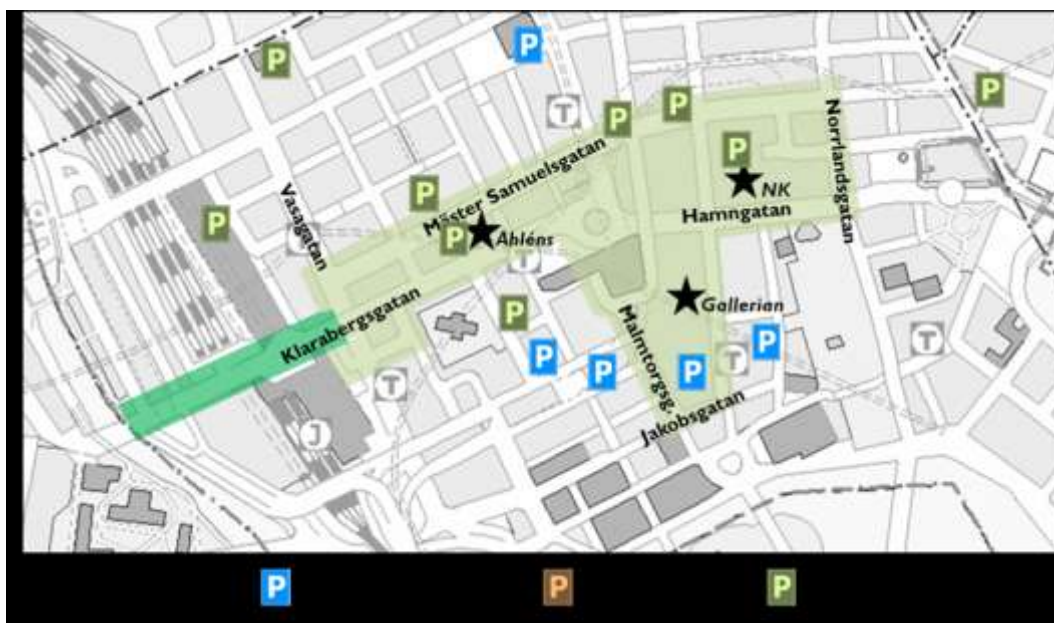 P
P
P
P
T
P
P
Norrlandsgatan
P
NK
Mäster Samuelsgatan
P
Vasagatan
P
Åhléns
P
Hamngatan
T
T
Klarabergsgatan
Gallerian
P
Malmtorgsg.
P
P
P
P
T
T
T
Jakobsgatan
J
P
P
P